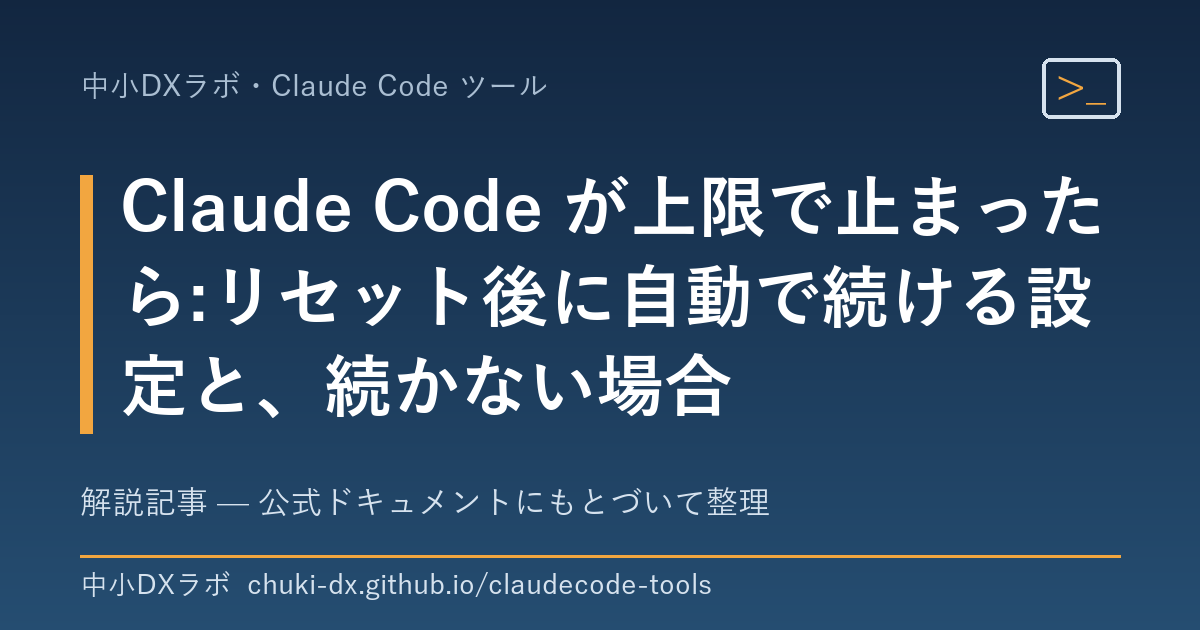 中小DXラボ・Claude Code ツール
>_
Claude Code が上限で止まった
ら:リセット後に自動で続ける設
定と、続かない場合
解説記事 — 公式ドキュメントにもとづいて整理
中小DXラボ chuki-dx.github.io/claudecode-tools